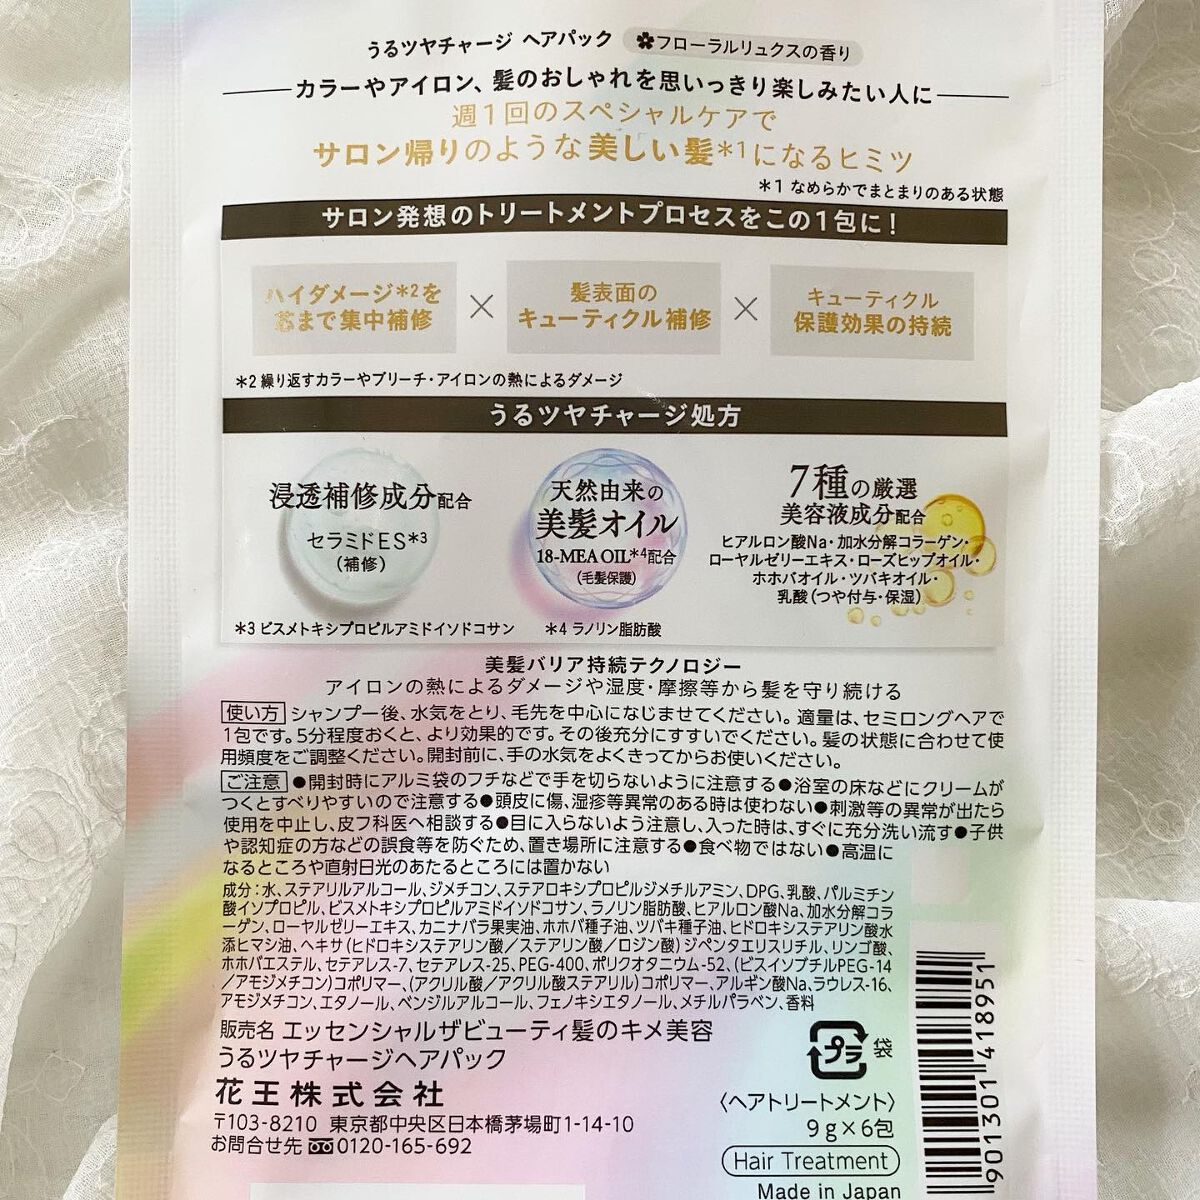 うるツヤチャージ ヘアパック フローラルリュクスの香り
カラーやアイロン、髪のおしゃれを思いっきり楽しみたい人に
週1回のスペシャルケアで
サロン帰りのような美しい髪*1になるヒミツ
*1 なめらかでまとまりのある状態
サロン発想のトリートメントプロセスをこの1包に!
ハイダメージ*2を
芯まで集中補修
×
髪表面の
キューティクル補修
×
キューティクル
保護効果の持続
*2 繰り返すカラーやブリーチ・アイロンの熱によるダメージ
うるツヤチャージ処方
浸透補修成分配合
セラミドES*3
(補修)
天然由来の
美髪オイル
18-MEA OIL*4配合
(毛髪保護)
7種の厳選
美容液成分配合
ヒアルロン酸Na・加水分解コラーゲン・
ローヤルゼリーエキス・ローズヒップオイル・
ホホバオイル・ツバキオイル・
乳酸(つや付与・保湿)
*3 ビスメトキシプロピルアミドイソドコサン *4 ラノリン脂肪酸
美髪バリア持続テクノロジー
アイロンの熱によるダメージや湿度・摩擦等から髪を守り続ける
使い方 シャンプー後、水気をとり、毛先を中心になじませてください。適量は、セミロングヘアで
1包です。5分程度おくと、より効果的です。その後充分にすすいでください。髪の状態に合わせて使
用頻度をご調整ください。開封前に、手の水気をよくきってからお使いください。
ご注意 ●開封時にアルミ袋のフチなどで手を切らないように注意する●浴室の床などにクリームが
つくとすべりやすいので注意する●頭皮に傷、湿疹等異常のある時は使わない●刺激等の異常が出たら
使用を中止し、皮フ科医へ相談する●目に入らないよう注意し、入った時は、すぐに充分洗い流す●子供
や認知症の方などの誤食等を防ぐため、置き場所に注意する●食べ物ではない●高温に
なるところや直射日光のあたるところには置かない
成分:水、ステアリルアルコール、ジメチコン、ステアロキシプロピルジメチルアミン、DPG、乳酸、パルミチン
酸イソプロピル、ビスメトキシプロピルアミドイソドコサン、ラノリン脂肪酸、ヒアルロン酸Na、加水分解コラ
ーゲン、ローヤルゼリーエキス、カニナバラ果実油、ホホバ種子油、ツバキ種子油、ヒドロキシステアリン酸水
添ヒマシ油、ヘキサ(ヒドロキシステアリン酸/ステアリン酸/ロジン酸)ジペンタエリスリチル、リンゴ酸、
ホホバエステル、セテアレス-7、セテアレス-25、PEG-400、ポリクオタニウム-52、(ビスイソブチルPEG-14
/アモジメチコン)コポリマー、(アクリル酸/アクリル酸ステアリル)コポリマー、アルギン酸Na、ラウレス-16、
アモジメチコン、エタノール、ベンジルアルコール、フェノキシエタノール、メチルパラベン、香料
販売名 エッセンシャルザビューティ髪のキメ美容
うるツヤチャージヘアパック
花王株式会社
〒103-8210 東京都中央区日本橋茅場町1-14-10
お問合せ先 0120-165-692
プラ 袋
〈ヘアトリートメント〉
9g×6包
Hair Treatment
Made in Japan
901301 418951